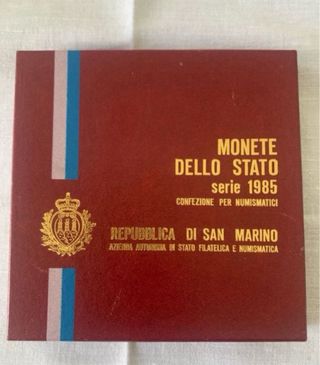 MONETE
DELLO STATO
serie 1985
CONFEZIONE PER NUMISMATICI
REPUBBLICA DI SAN MARINO
AZIENDA AUTONOMA DI STATO FILATELICA E NUMISMATICA